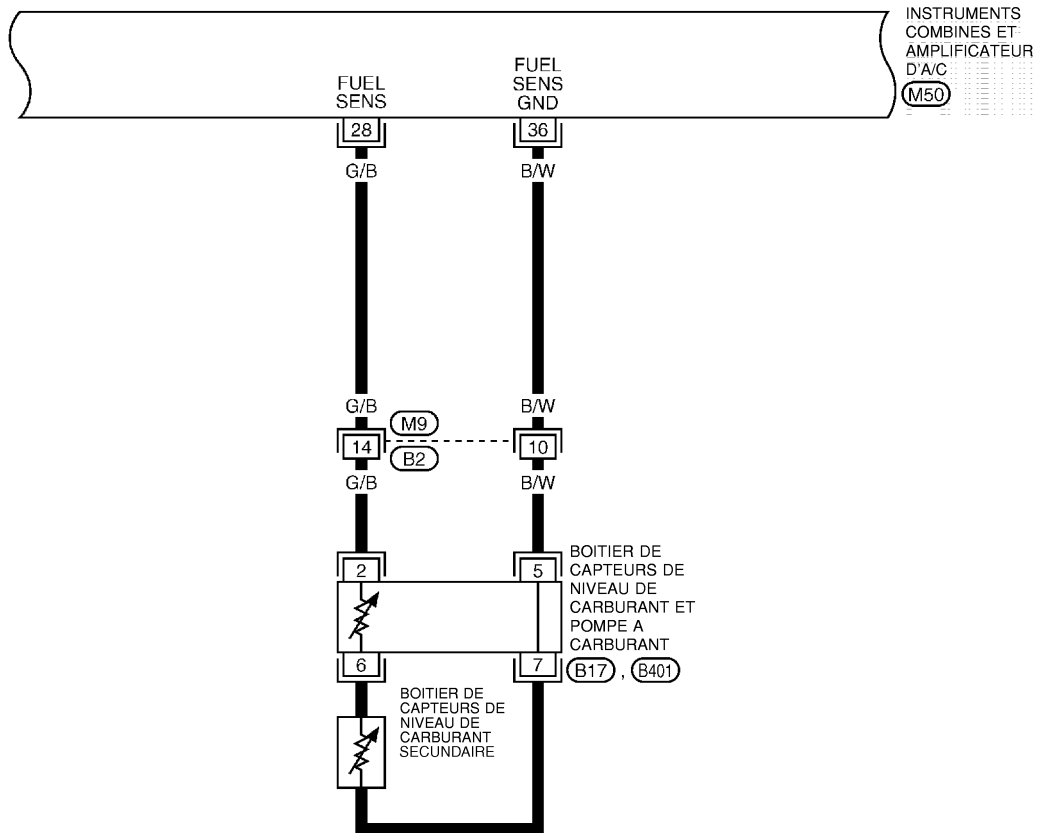 INSTRUMENTS
COMBINES ET
AMPLIFICATEUR
D'A/C
M50
FUEL
SENS
FUEL
SENS
GND
28
36
G/B
B/W
G/B
B/W
M9
14
10
B2
G/B
B/W
2
5
BOITIER DE
CAPTEURS DE
NIVEAU DE
CARBURANT ET
POMPE A
CARBURANT
6
7
B17 , B401
BOITIER DE
CAPTEURS DE
NIVEAU DE
CARBURANT
SECUNDAIRE